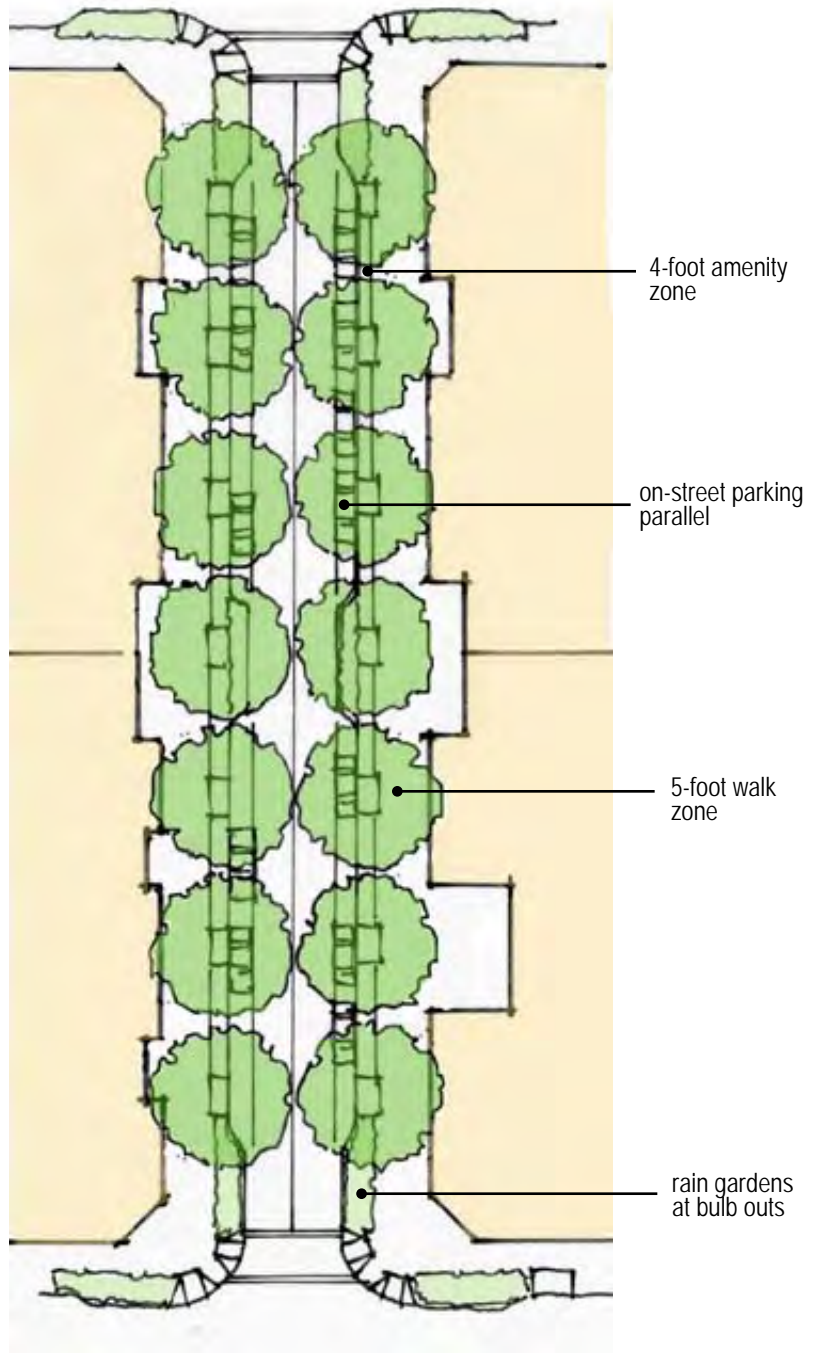 4-foot amenity
zone
on-street parking
parallel
5-foot walk
zone
rain gardens
at bulb outs